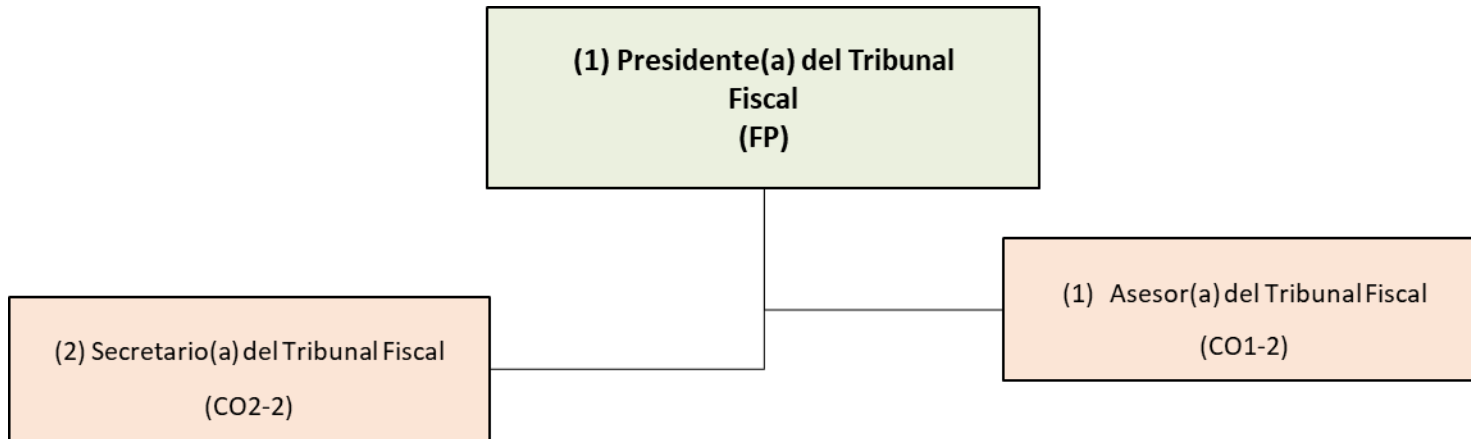 (1) Presidente(a) del Tribunal
Fiscal
(FP)
(1) Asesor(a) del Tribunal Fiscal
(CO1-2)
(2) Secretario(a) del Tribunal Fiscal
(CO2-2)